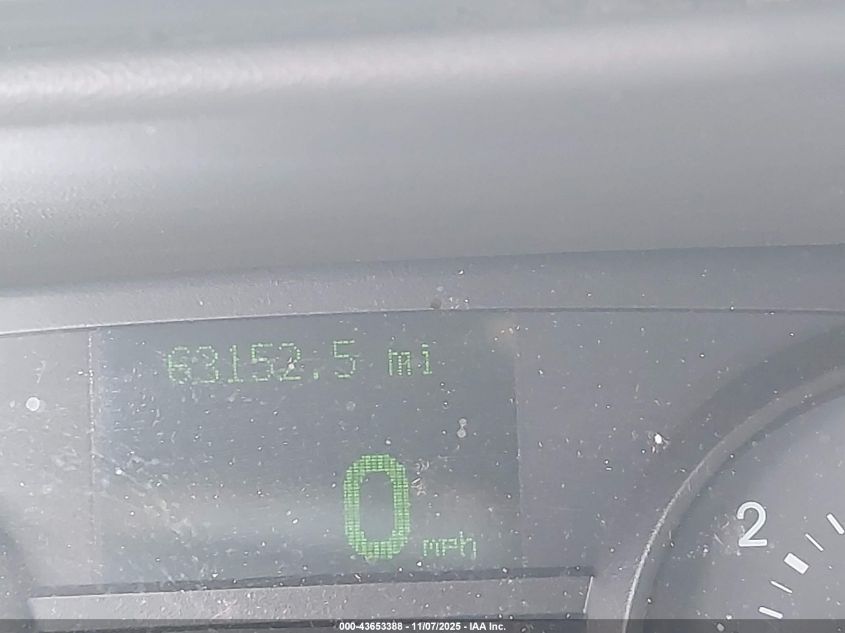 63152.5 mi
0 mph
2
000-43653388 - 11/07/2025 - IAA Inc.